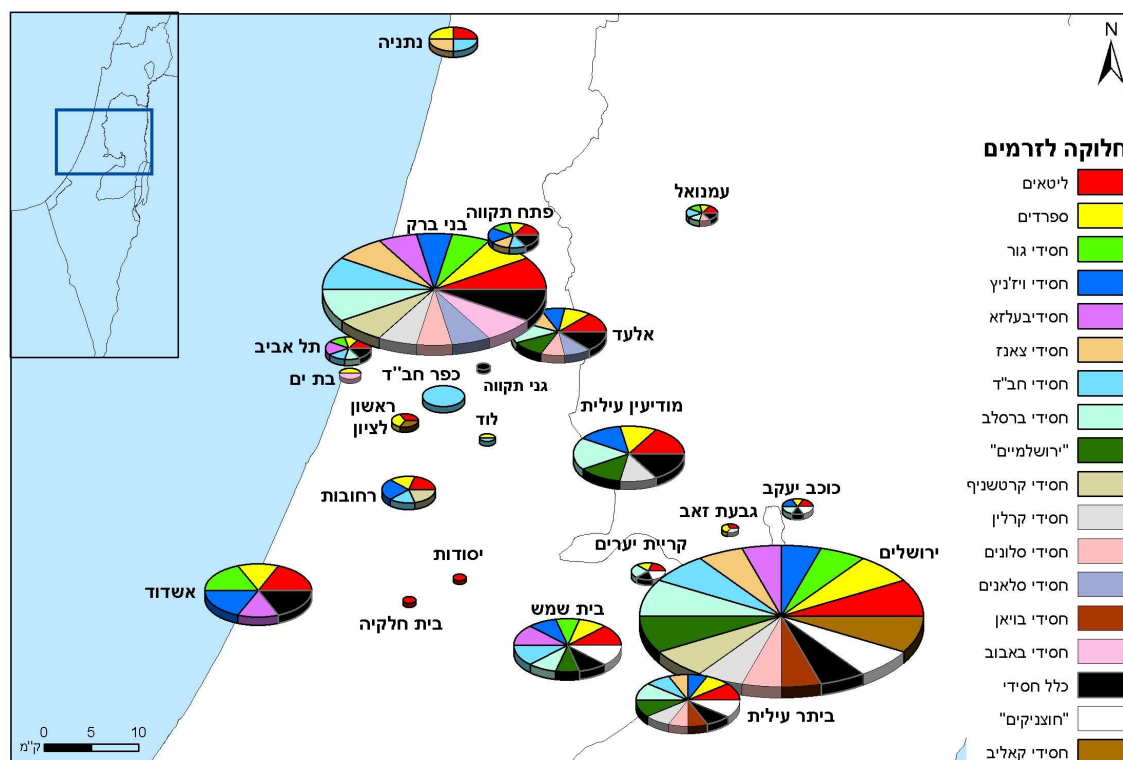 N
נתניה
עמנואל
פתח תקווה
בני ברק
אלעד
תל אביב
בת ים
כפר חב"ד
גני תקווה
ראשון
לציון
לוד
מודיעין עילית
רחובות
כוכב יעקב
גבעת זאב
קריית יערים
ירושלים
יסודות
אשדוד
בית חלקיה
בית שמש
ביתר עילית
0 5 10
ק"מ
חלוקה לזרמים
ליטאים
ספרדים
חסידי גור
חסידי ויז'ניץ
חסידיבעלזא
חסידי צאנז
חסידי חב"ד
חסידי ברסלב
"ירושלמיים"
חסידי קרטשניף
חסידי קרלין
חסידי סלונים
חסידי סלאנים
חסידי בויאן
חסידי באבוב
כלל חסידי
"חוצניקים"
חסידי קאליב